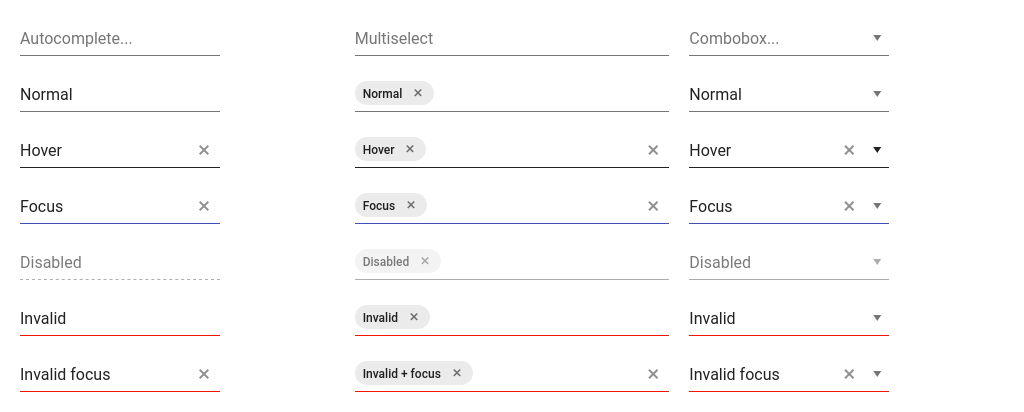 Autocomplete... Multiselect Combobox...
Normal Normal Normal
Hover Hover Hover
Focus Focus Focus
Disabled Disabled Disabled
Invalid Invalid Invalid
Invalid focus Invalid + focus Invalid focus